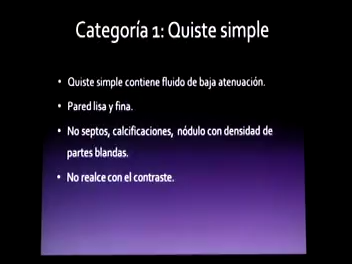 Categoría 1: Quiste simple
• Quiste simple contiene fluido de baja atenuación.
• Pared lisa y fina.
• No septos, calcificaciones, nódulo con densidad de
partes blandas.
• No realce con el contraste.